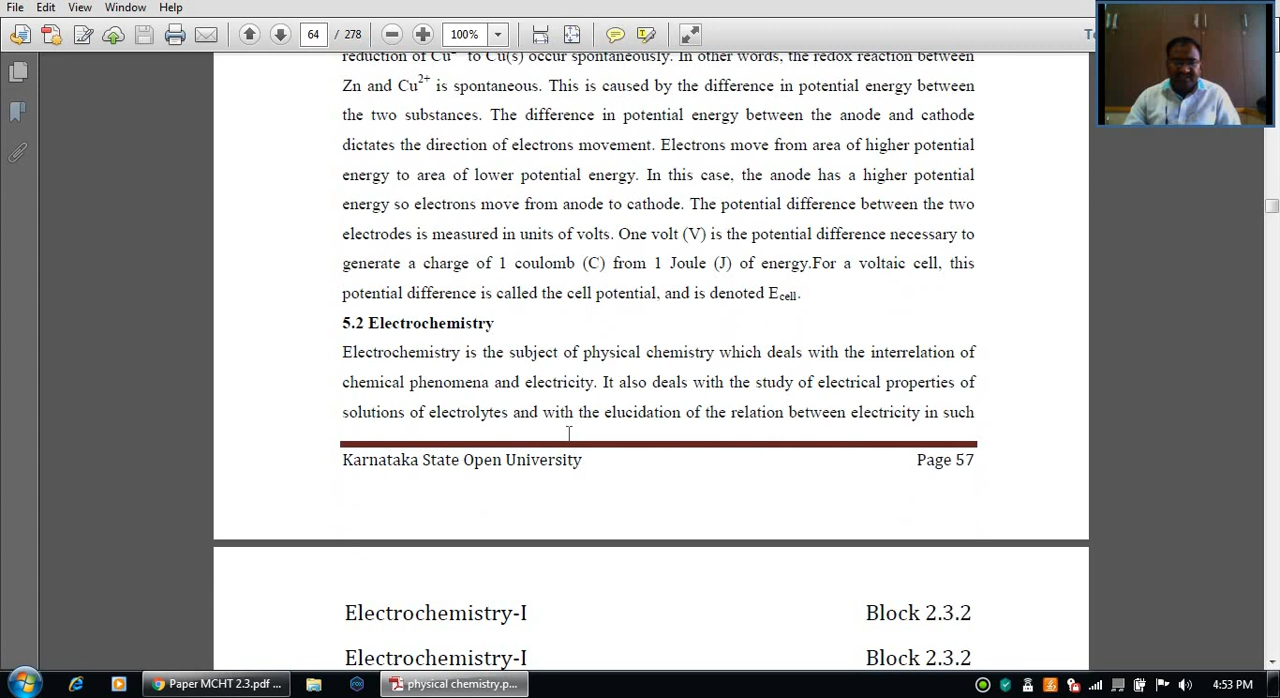 File Edit View Window Help
64 / 278 100%
reduction of Cu to Cu(s) occur spontaneously. In other words, the redox reaction between
Zn and Cu2+ is spontaneous. This is caused by the difference in potential energy between
the two substances. The difference in potential energy between the anode and cathode
dictates the direction of electrons movement. Electrons move from area of higher potential
energy to area of lower potential energy. In this case, the anode has a higher potential
energy so electrons move from anode to cathode. The potential difference between the two
electrodes is measured in units of volts. One volt (V) is the potential difference necessary to
generate a charge of 1 coulomb (C) from 1 Joule (J) of energy.For a voltaic cell, this
potential difference is called the cell potential, and is denoted Ecell.
5.2 Electrochemistry
Electrochemistry is the subject of physical chemistry which deals with the interrelation of
chemical phenomena and electricity. It also deals with the study of electrical properties of
solutions of electrolytes and with the elucidation of the relation between electricity in such
Karnataka State Open University Page 57
Electrochemistry-I Block 2.3.2
Electrochemistry-I Block 2.3.2
Paper MCHT 2.3.pdf ... physical chemistry.p... 4:53 PM